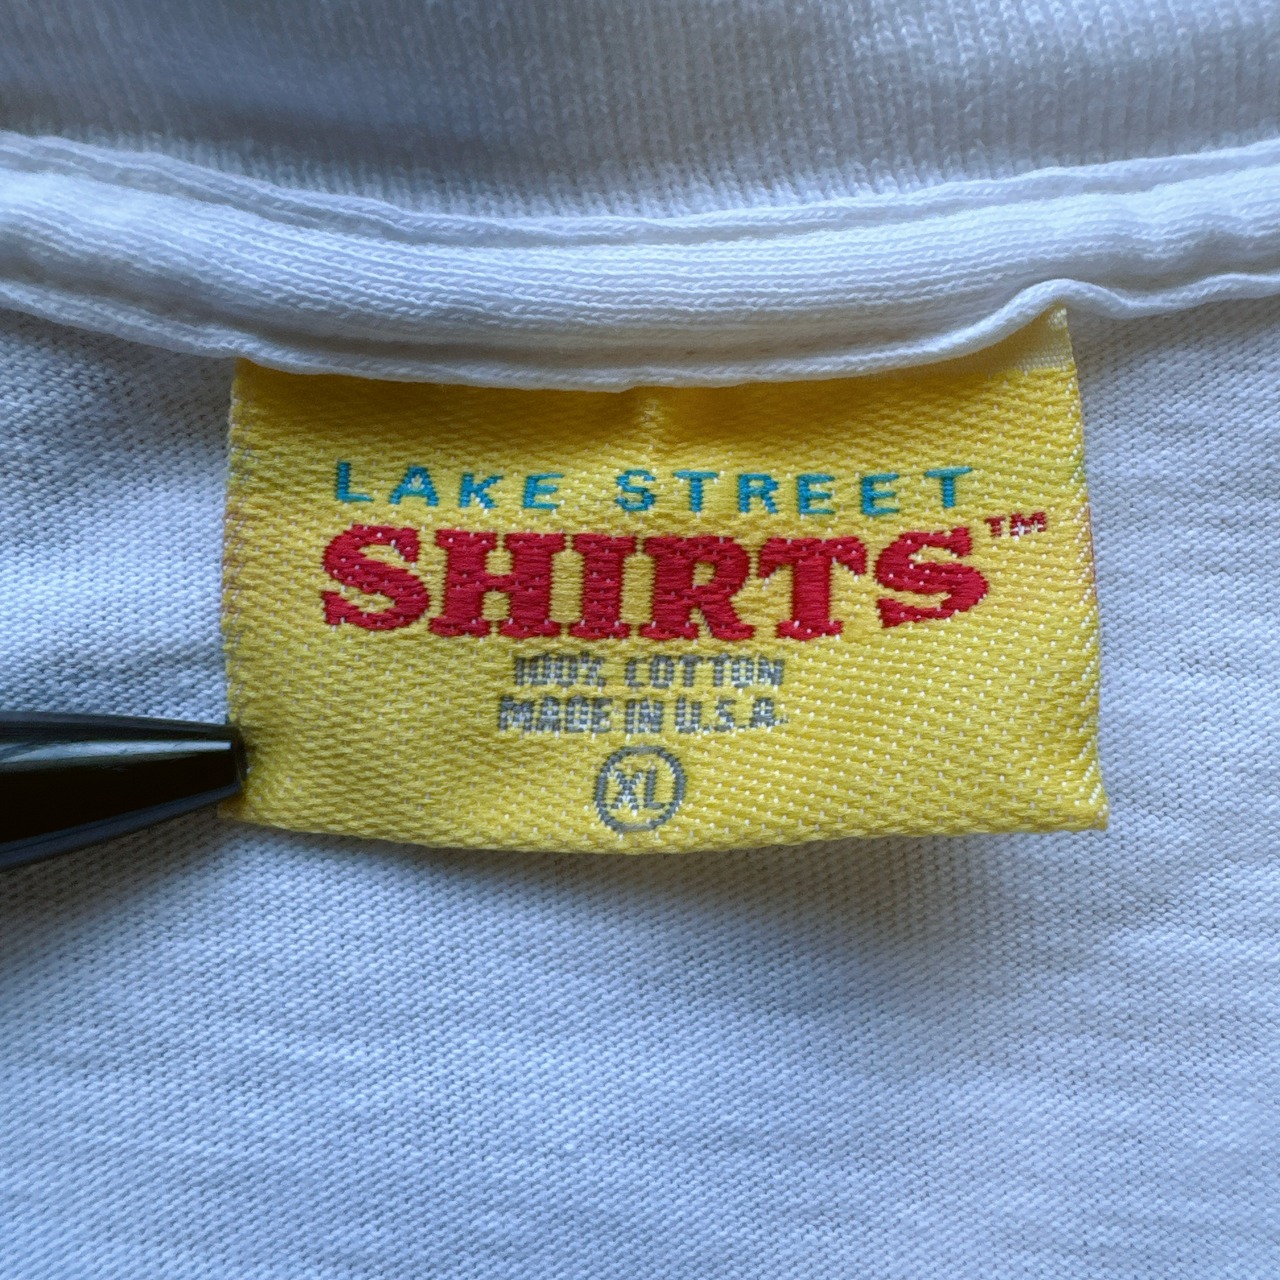 LAKE STREET
SHIRTS™
100% COTTON
MADE IN U.S.A.
XL